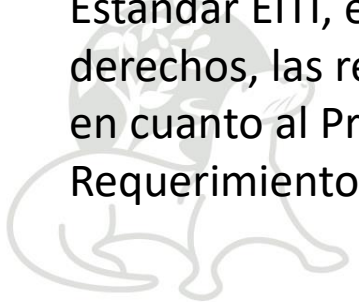 Estándar EITI, e
derechos, las re
en cuanto al Pr
Requerimiento